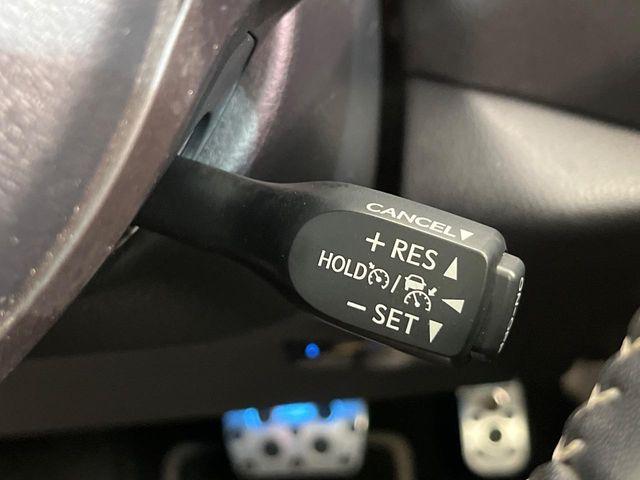 CANCEL▼
+ RES ▲
HOLD /
− SET ▼